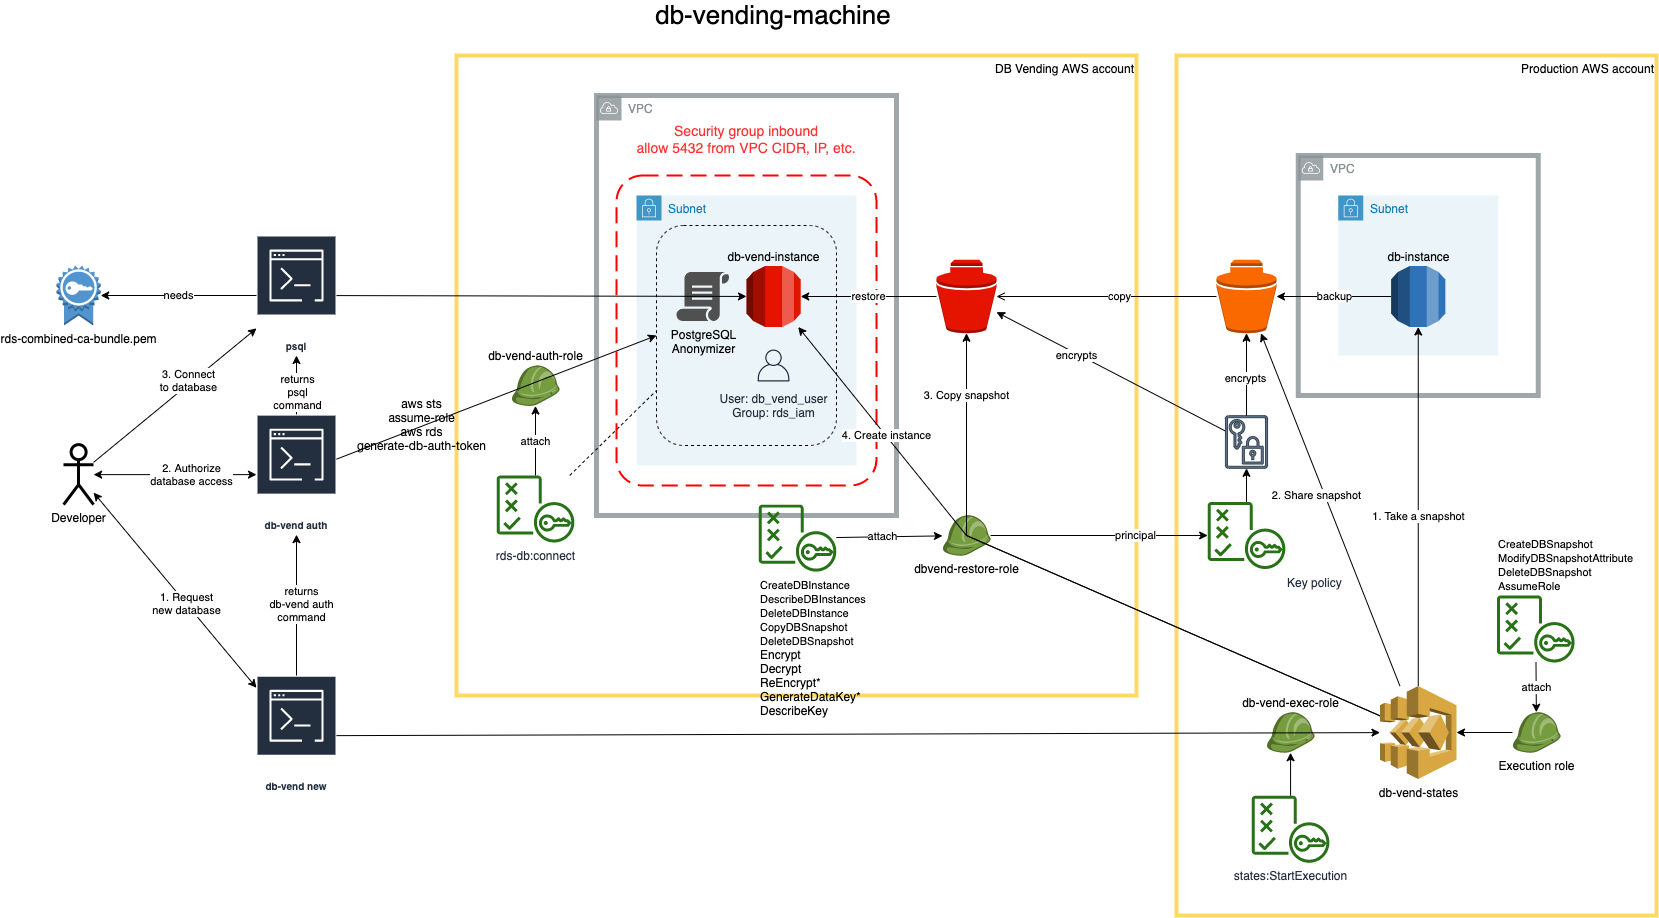 db-vending-machine
DB Vending AWS account
Production AWS account
VPC
Security group inbound
allow 5432 from VPC CIDR, IP, etc.
Subnet
db-vend-instance
PostgreSQL
Anonymizer
User: db_vend_user
Group: rds_iam
VPC
Subnet
db-instance
needs
restore
copy
backup
rds-combined-ca-bundle.pem
psql
3. Connect
to database
returns
psql
command
db-vend-auth-role
aws sts
assume-role
aws rds
generate-db-auth-token
attach
encrypts
encrypts
3. Copy snapshot
4. Create instance
2. Authorize
database access
Developer
db-vend auth
rds-db:connect
2. Share snapshot
1. Take a snapshot
attach
dbvend-restore-role
principal
Key policy
CreateDBSnapshot
ModifyDBSnapshotAttribute
DeleteDBSnapshot
AssumeRole
CreateDBInstance
DescribeDBInstances
DeleteDBInstance
CopyDBSnapshot
DeleteDBSnapshot
Encrypt
Decrypt
ReEncrypt*
GenerateDataKey*
DescribeKey
1. Request
new database
returns
db-vend auth
command
attach
db-vend-exec-role
Execution role
db-vend new
db-vend-states
states:StartExecution